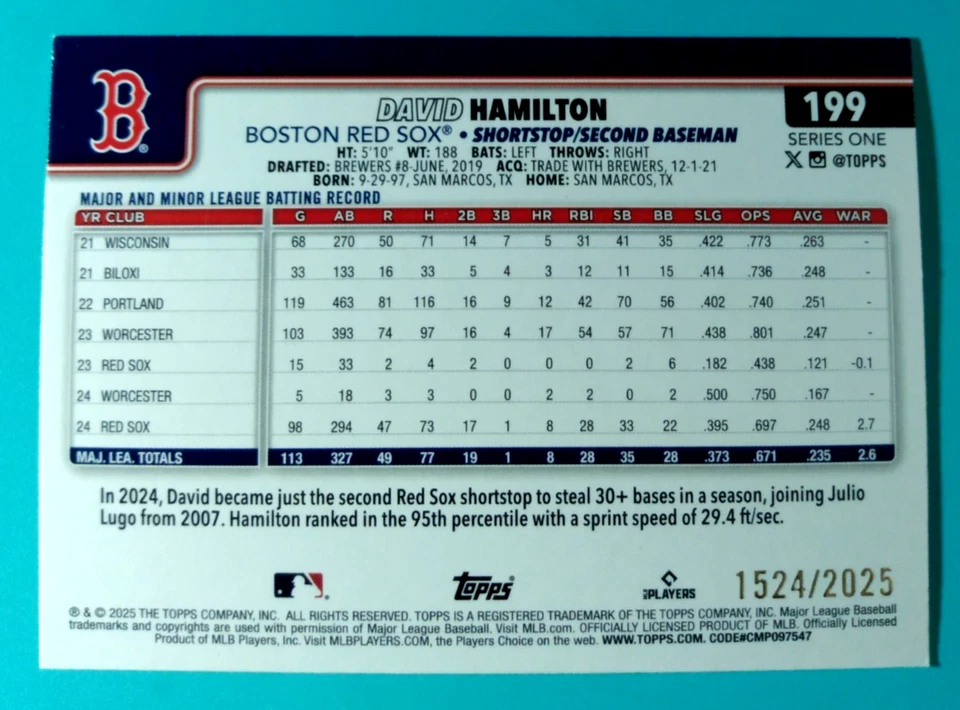 B®
DAVID HAMILTON
199
BOSTON RED SOX® • SHORTSTOP/SECOND BASEMAN
SERIES ONE
HT: 5'10" WT: 188 BATS: LEFT THROWS: RIGHT
@TOPPS
DRAFTED: BREWERS #8-JUNE, 2019 ACQ: TRADE WITH BREWERS, 12-1-21
BORN: 9-29-97, SAN MARCOS, TX HOME: SAN MARCOS, TX
MAJOR AND MINOR LEAGUE BATTING RECORD
YR CLUB G AB R H 2B 3B HR RBI SB BB SLG OPS AVG WAR
21 WISCONSIN 68 270 50 71 14 7 5 31 41 35 .422 .773 .263 -
21 BILOXI 33 133 16 33 5 4 3 12 11 15 .414 .736 .248 -
22 PORTLAND 119 463 81 116 16 9 12 42 70 56 .402 .740 .251 -
23 WORCESTER 103 393 74 97 16 4 17 54 57 71 .438 .801 .247 -
23 RED SOX 15 33 2 4 2 0 0 0 2 6 .182 .438 .121 -0.1
24 WORCESTER 5 18 3 3 0 0 2 2 0 2 .500 .750 .167 -
24 RED SOX 98 294 47 73 17 1 8 28 33 22 .395 .697 .248 2.7
MAJ. LEA. TOTALS 113 327 49 77 19 1 8 28 35 28 .373 .671 .235 2.6
In 2024, David became just the second Red Sox shortstop to steal 30+ bases in a season, joining Julio
Lugo from 2007. Hamilton ranked in the 95th percentile with a sprint speed of 29.4 ft/sec.
topps®
PLAYERS
1524/2025
® & © 2025 THE TOPPS COMPANY, INC. ALL RIGHTS RESERVED. TOPPS IS A REGISTERED TRADEMARK OF THE TOPPS COMPANY, INC. Major League Baseball
trademarks and copyrights are used with permission of Major League Baseball. Visit MLB.com. OFFICIALLY LICENSED PRODUCT OF MLB. Officially Licensed
Product of MLB Players, Inc. Visit MLBPLAYERS.COM, the Players Choice on the web. WWW.TOPPS.COM. CODE#CMP097547